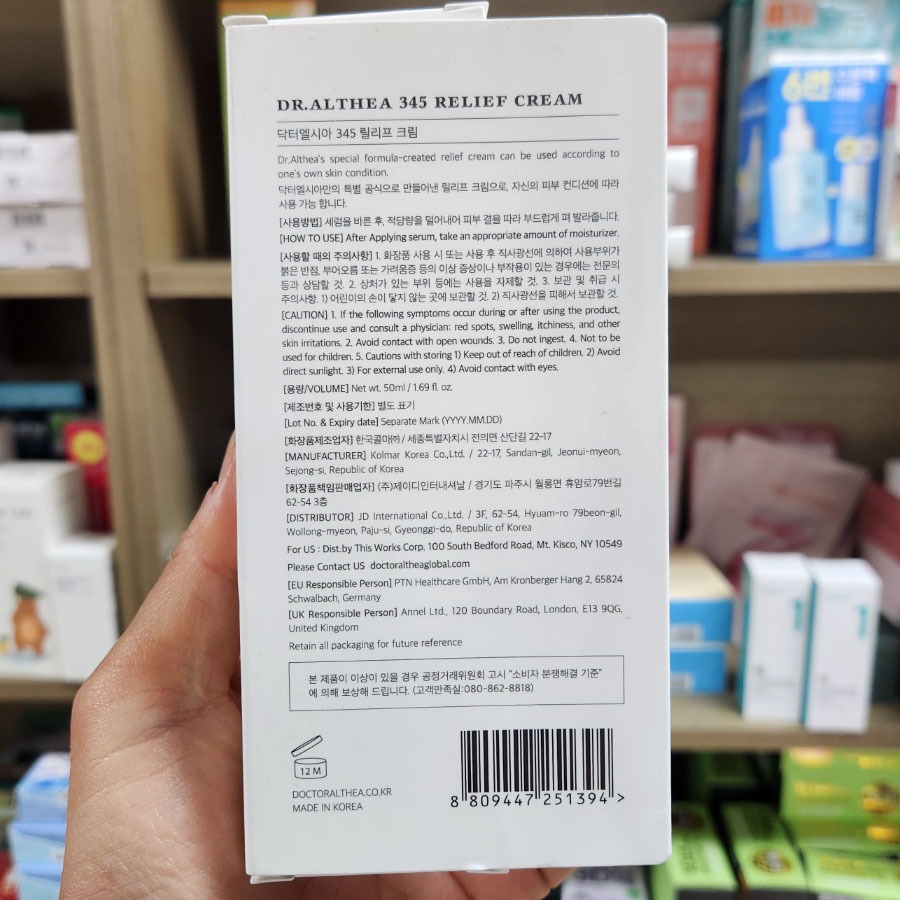 DR.ALTHEA 345 RELIEF CREAM
닥터엘시아 345 릴리프 크림
Dr.Althea's special formula-created relief cream can be used according to
one's own skin condition.
닥터엘시아만의 특별 공식으로 만들어낸 릴리프 크림으로, 자신의 피부 컨디션에 따라
사용 가능 합니다.
[사용방법] 세럼을 바른 후, 적당량을 덜어내어 피부 결을 따라 부드럽게 펴 발라줍니다.
[HOW TO USE] After Applying serum, take an appropriate amount of moisturizer.
[사용할 때의 주의사항] 1. 화장품 사용 시 또는 사용 후 직사광선에 의하여 사용부위가
붉은 반점, 부어오름 또는 가려움증 등의 이상 증상이나 부작용이 있는 경우에는 전문의
등과 상담할 것. 2. 상처가 있는 부위 등에는 사용을 자제할 것. 3. 보관 및 취급 시
주의사항. 1) 어린이의 손이 닿지 않는 곳에 보관할 것. 2) 직사광선을 피해서 보관할 것.
[CAUTION] 1. If the following symptoms occur during or after using the product,
discontinue use and consult a physician: red spots, swelling, itchiness, and other
skin irritations. 2. Avoid contact with open wounds. 3. Do not ingest. 4. Not to be
used for children. 5. Cautions with storing 1) Keep out of reach of children. 2) Avoid
direct sunlight. 3) For external use only. 4) Avoid contact with eyes.
[용량/VOLUME] Net wt. 50ml / 1.69 fl. oz.
[제조번호 및 사용기한] 별도 표기
[Lot No. & Expiry date] Separate Mark (YYYY.MM.DD)
[화장품제조업자] 한국콜마㈜ / 세종특별자치시 전의면 산단길 22-17
[MANUFACTURER] Kolmar Korea Co.,Ltd. / 22-17, Sandan-gil, Jeonui-myeon,
Sejong-si, Republic of Korea
[화장품책임판매업자] (주)제이디인터내셔날 / 경기도 파주시 월롱면 휴암로79번길
62-54 3층
[DISTRIBUTOR] JD International Co.,Ltd. / 3F, 62-54, Hyuam-ro 79beon-gil,
Wollong-myeon, Paju-si, Gyeonggi-do, Republic of Korea
For US : Dist.by This Works Corp. 100 South Bedford Road, Mt. Kisco, NY 10549
Please Contact US doctoraltheaglobal.com
[EU Responsible Person] PTN Healthcare GmbH, Am Kronberger Hang 2, 65824
Schwalbach, Germany
[UK Responsible Person] Annel Ltd., 120 Boundary Road, London, E13 9QG,
United Kingdom
Retain all packaging for future reference
본 제품이 이상이 있을 경우 공정거래위원회 고시 "소비자 분쟁해결 기준"
에 의해 보상해 드립니다. (고객만족실:080-862-8818)
12 M
DOCTORALTHEA.CO.KR
MADE IN KOREA
8 809447 251394 >